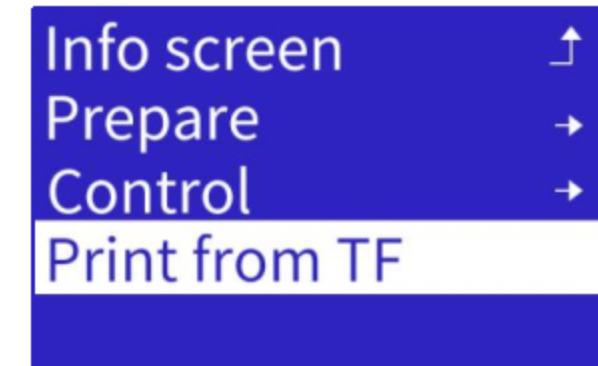 Info screen
Prepare
Control
Print from TF